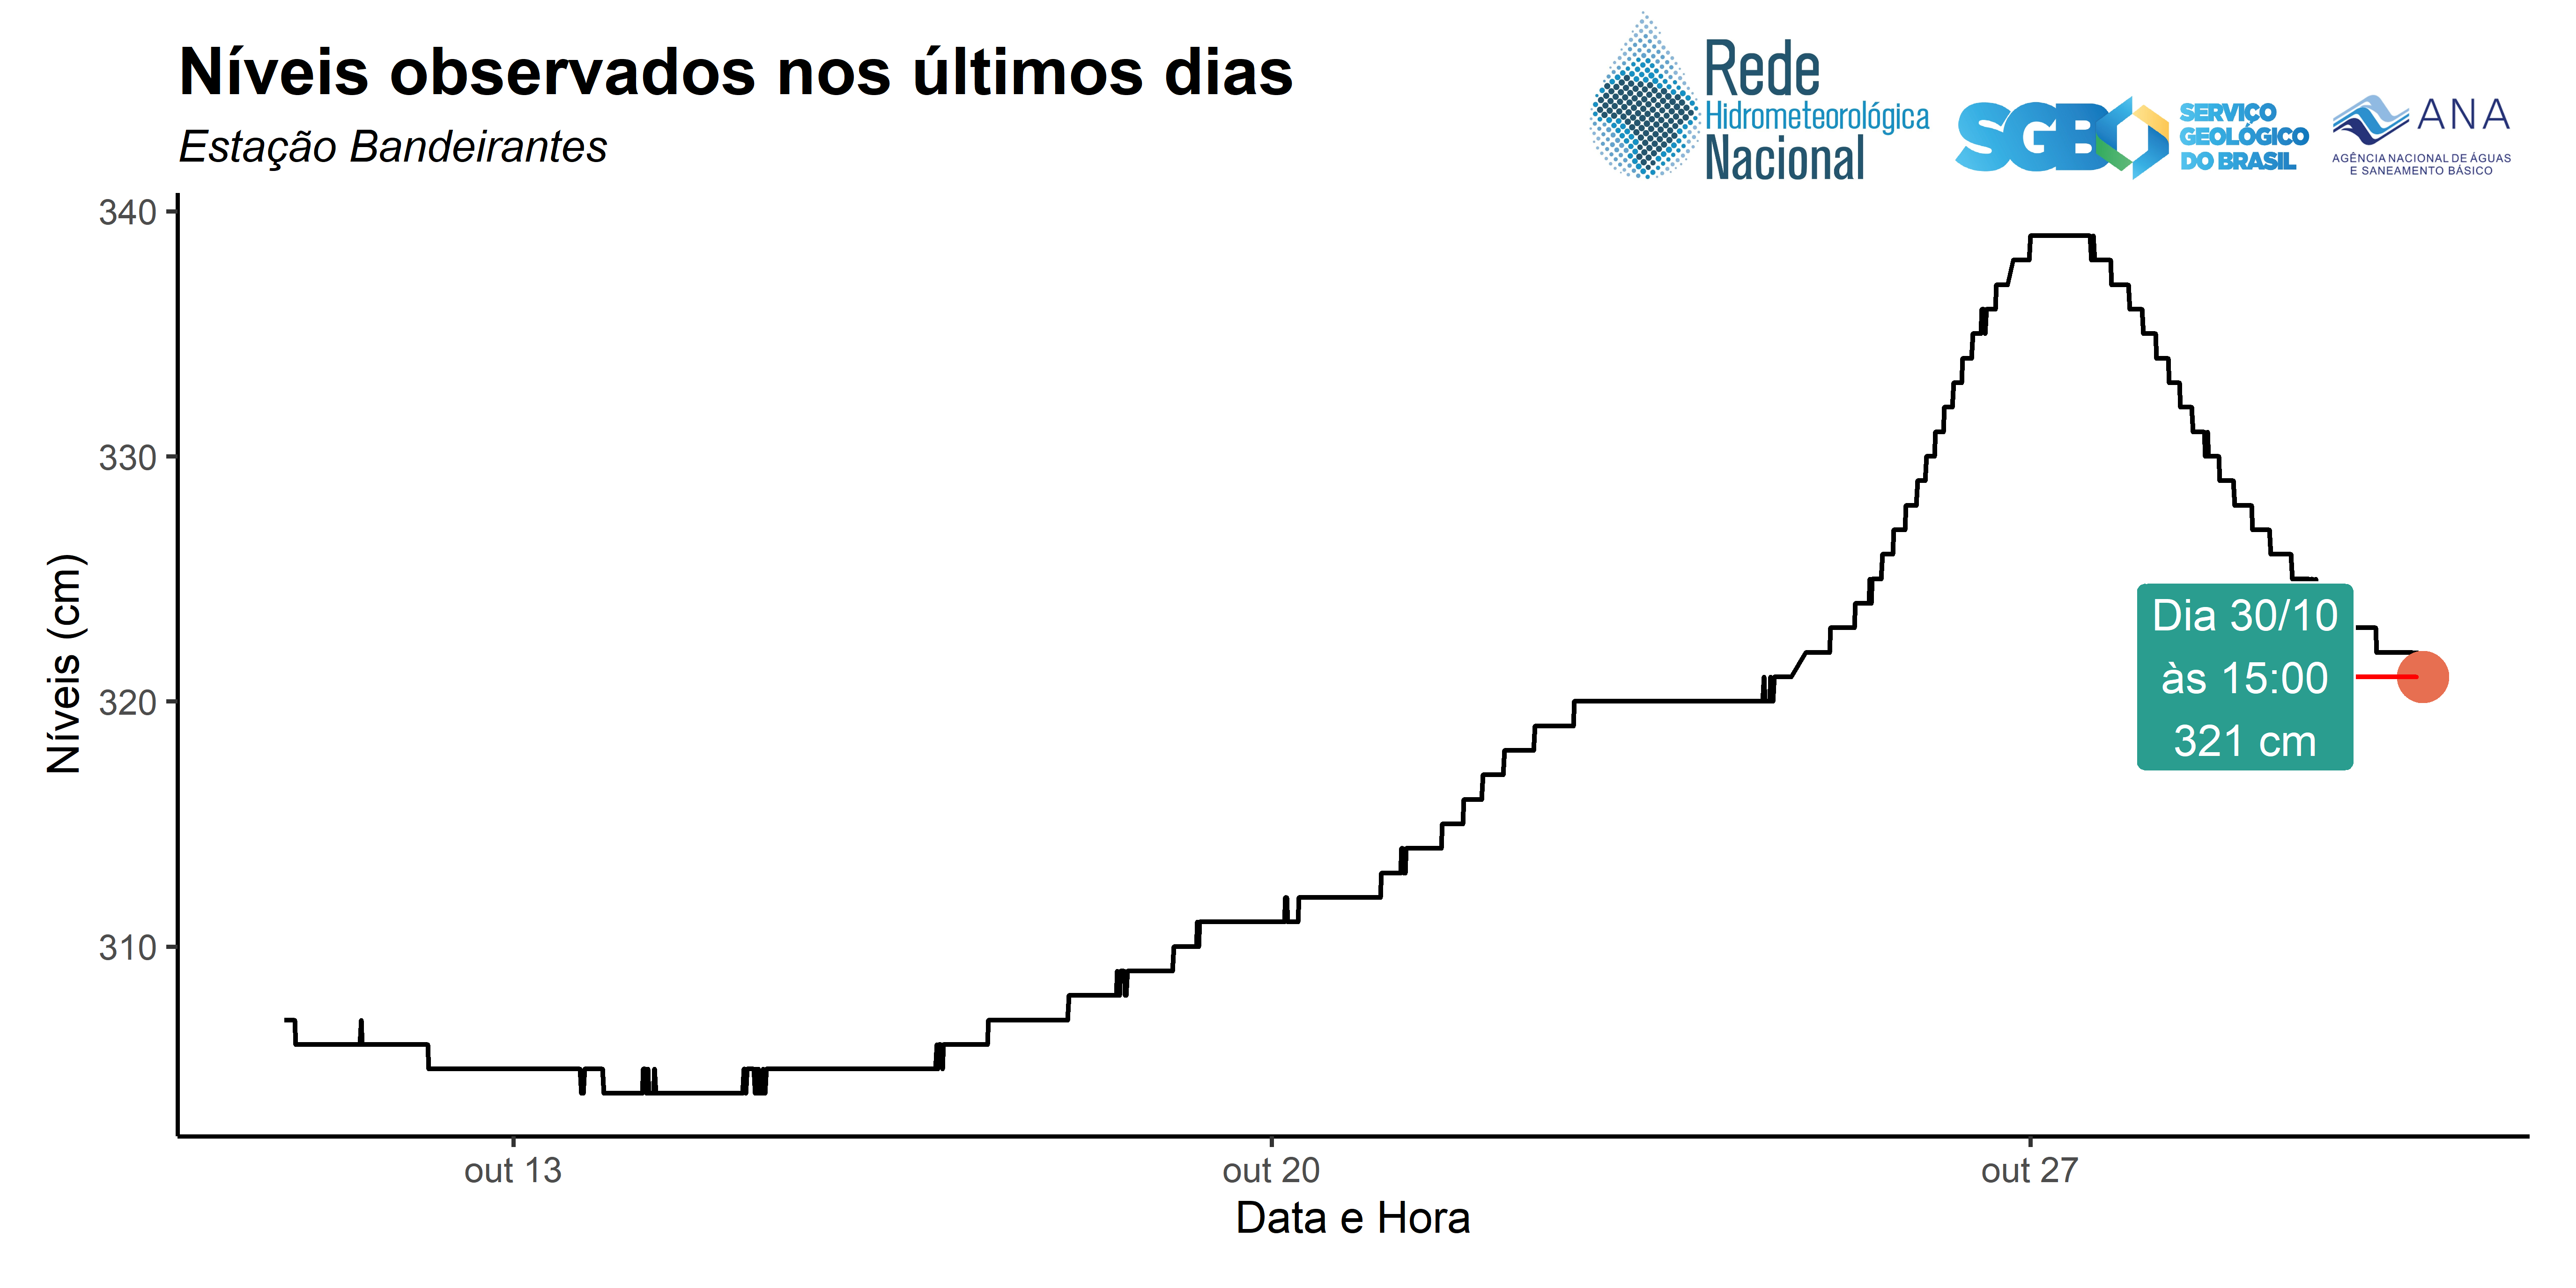 Níveis observados nos últimos dias
Estação Bandeirantes
Rede
Hidrometeorológica
Nacional
SGB
SERVIÇO
GEOLÓGICO
DO BRASIL
ANA
AGÊNCIA NACIONAL DE ÁGUAS
E SANEAMENTO BÁSICO
340
330
320
310
Níveis (cm)
Dia 30/10
às 15:00
321 cm
out 13
out 20
out 27
Data e Hora